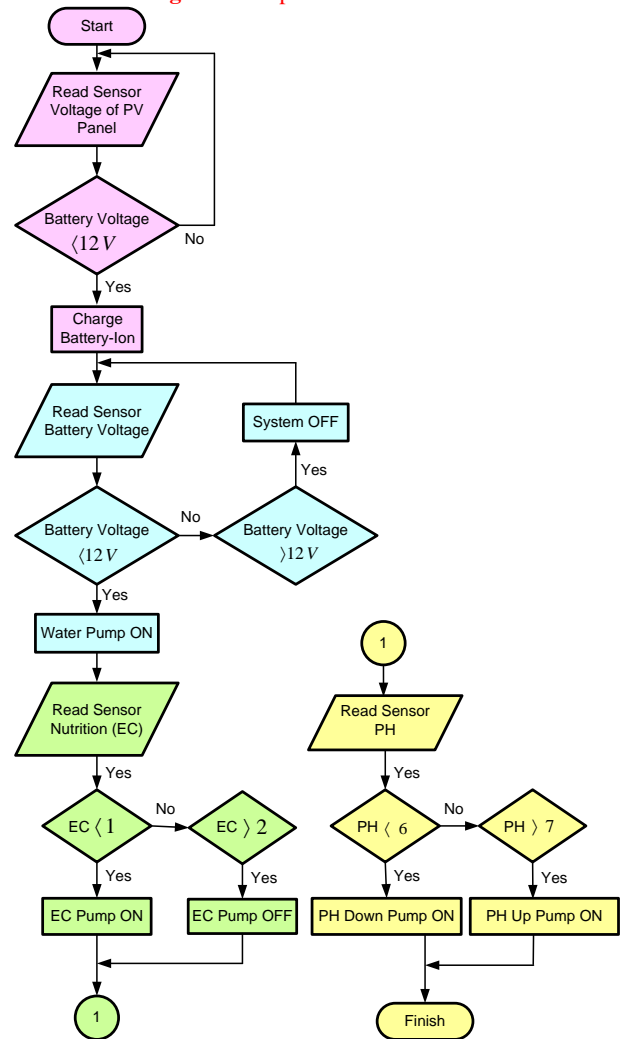 Start
Read Sensor
Voltage of PV
Panel
Battery Voltage
⟨12 V
No
Yes
Charge
Battery-Ion
Read Sensor
Battery Voltage
System OFF
Yes
Battery Voltage
⟨12 V
No
Battery Voltage
⟩12 V
Yes
Water Pump ON
Read Sensor
Nutrition (EC)
Yes
EC ⟨ 1
No
EC ⟩ 2
Yes
Yes
EC Pump ON
EC Pump OFF
1
1
Read Sensor
PH
Yes
PH ⟨ 6
No
PH ⟩ 7
Yes
Yes
PH Down Pump ON
PH Up Pump ON
Finish